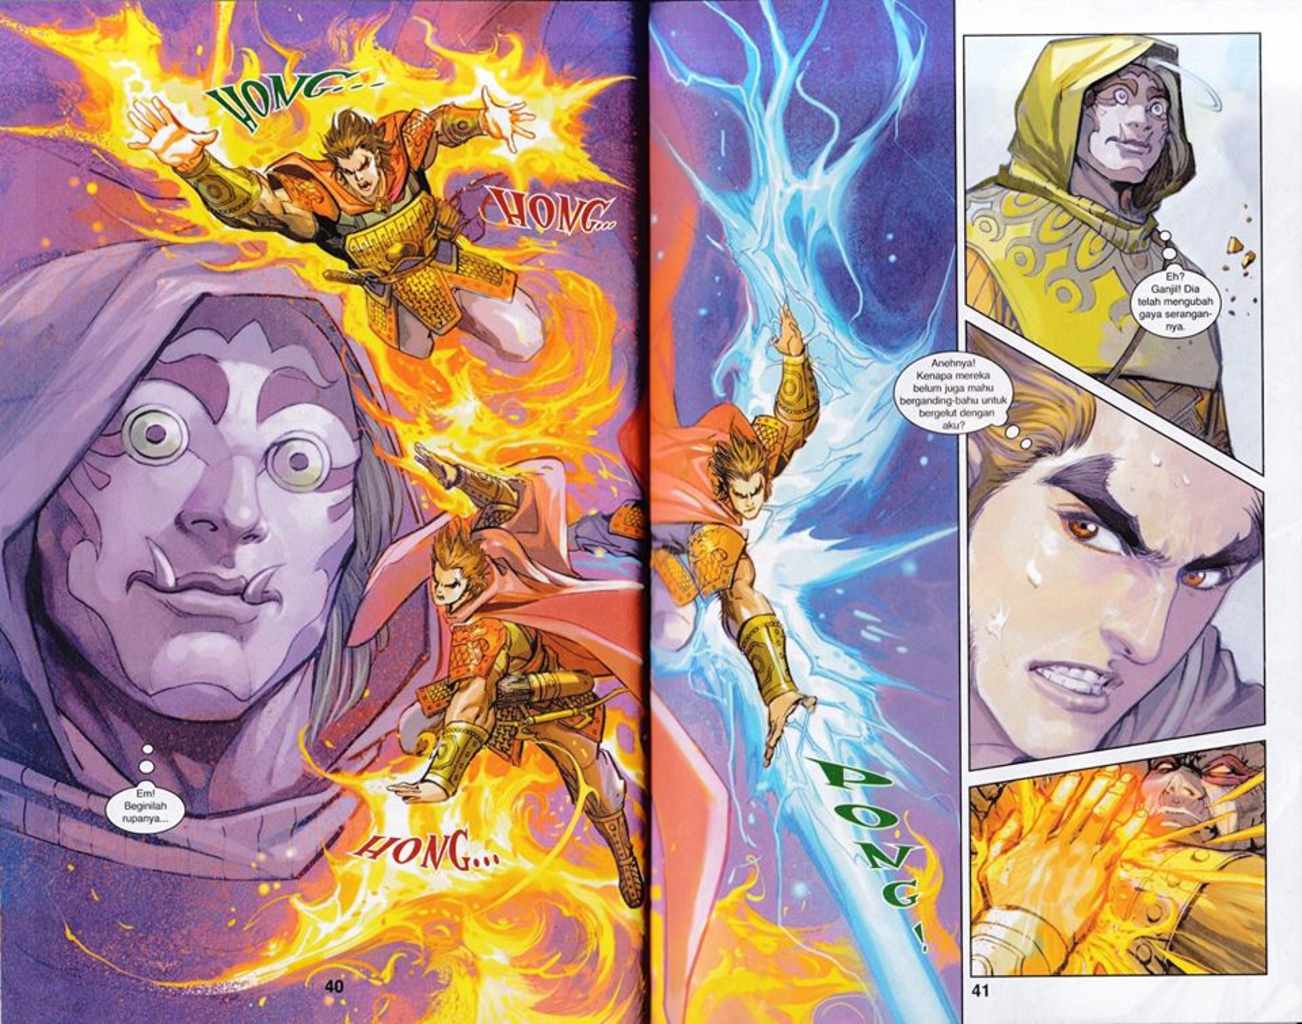 HONG...
HONG...
Em!
Beginilah
rupanya...
HONG...
40
PONG!
Eh?
Ganjil! Dia
telah mengubah
gaya serangan-
nya.
Anehnya!
Kenapa mereka
belum juga mahu
berganding-bahu untuk
bergelut dengan
aku?
41